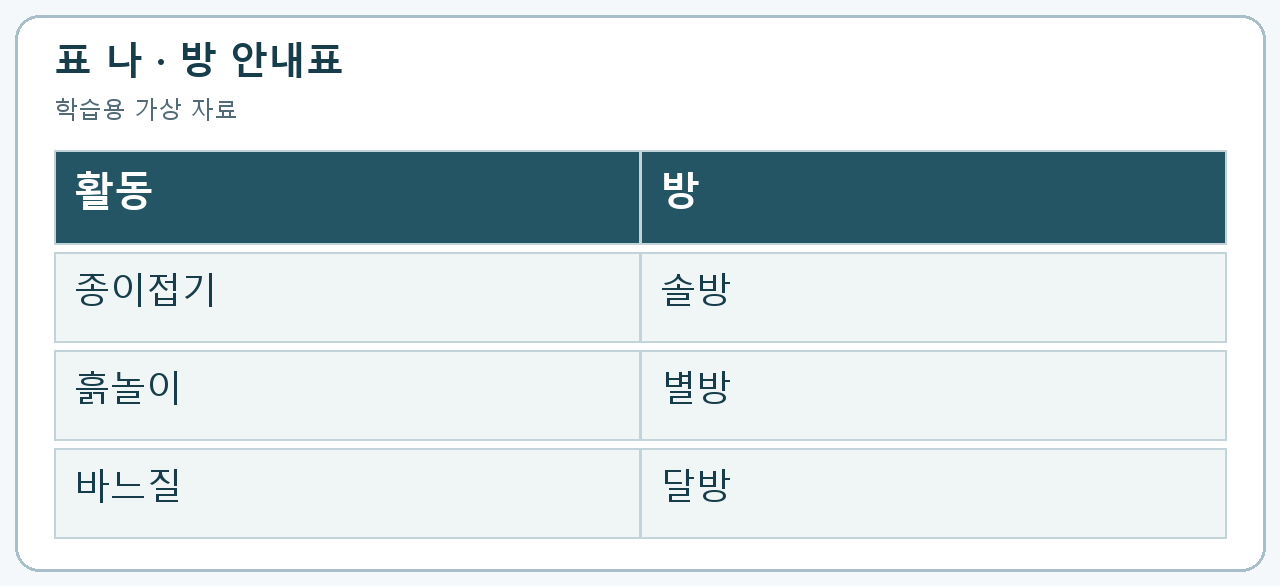 표 나 · 방 안내표
학습용 가상 자료
활동 방
종이접기 솔방
흙놀이 별방
바느질 달방